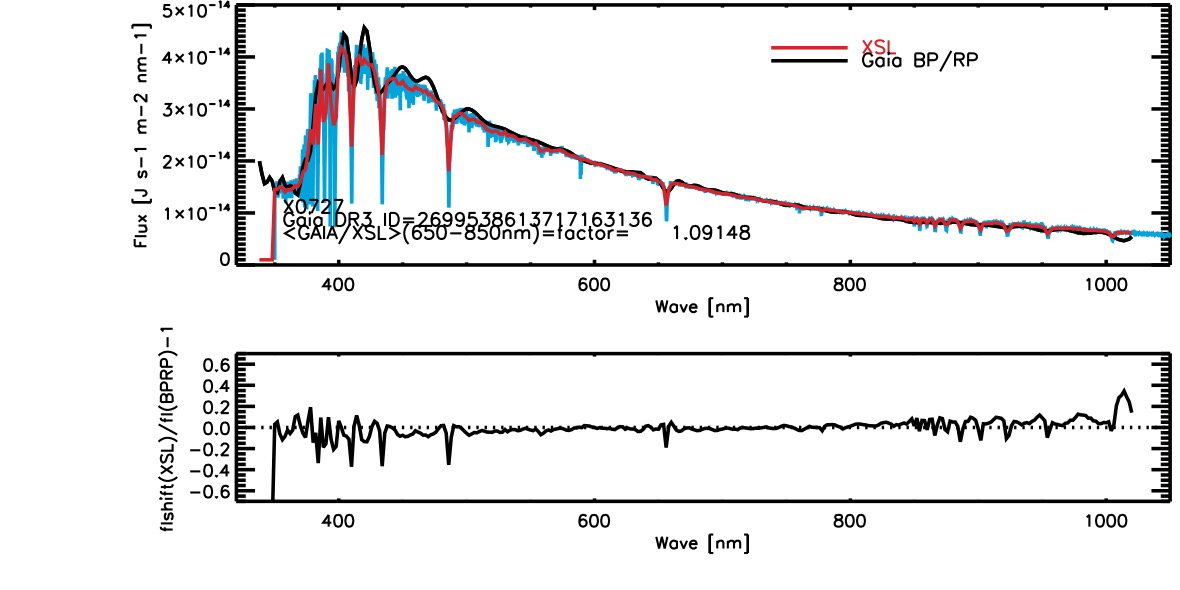 5×10⁻¹⁴
4×10⁻¹⁴
3×10⁻¹⁴
2×10⁻¹⁴
1×10⁻¹⁴
0
Flux [J s-1 m-2 nm-1]
XSL
Gaia BP/RP
X0727
Gaia DR3 ID=2699538613717163136
<GAIA/XSL>(650-850nm)=factor= 1.09148
400 600 800 1000
Wave [nm]
0.6
0.4
0.2
0.0
-0.2
-0.4
-0.6
flshift(XSL)/fl(BPRP)-1
400 600 800 1000
Wave [nm]